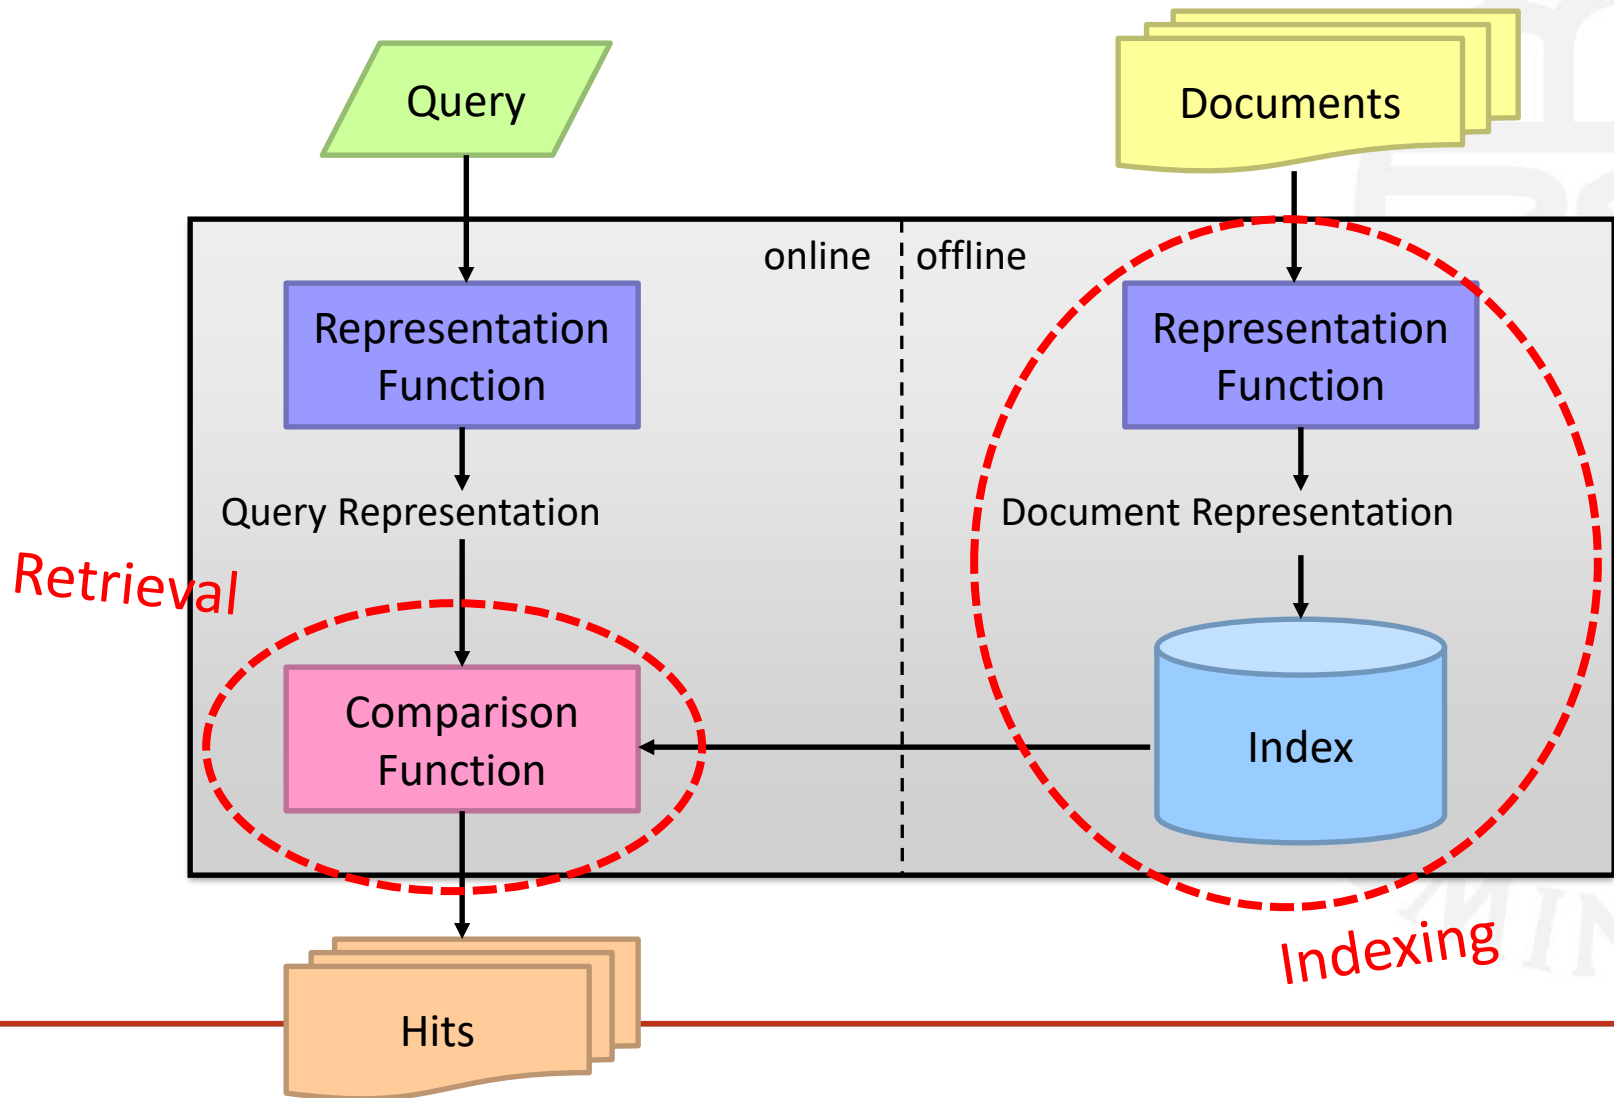 Query
Documents
online
offline
Representation
Function
Representation
Function
Query Representation
Document Representation
Retrieval
Comparison
Function
Index
Indexing
Hits